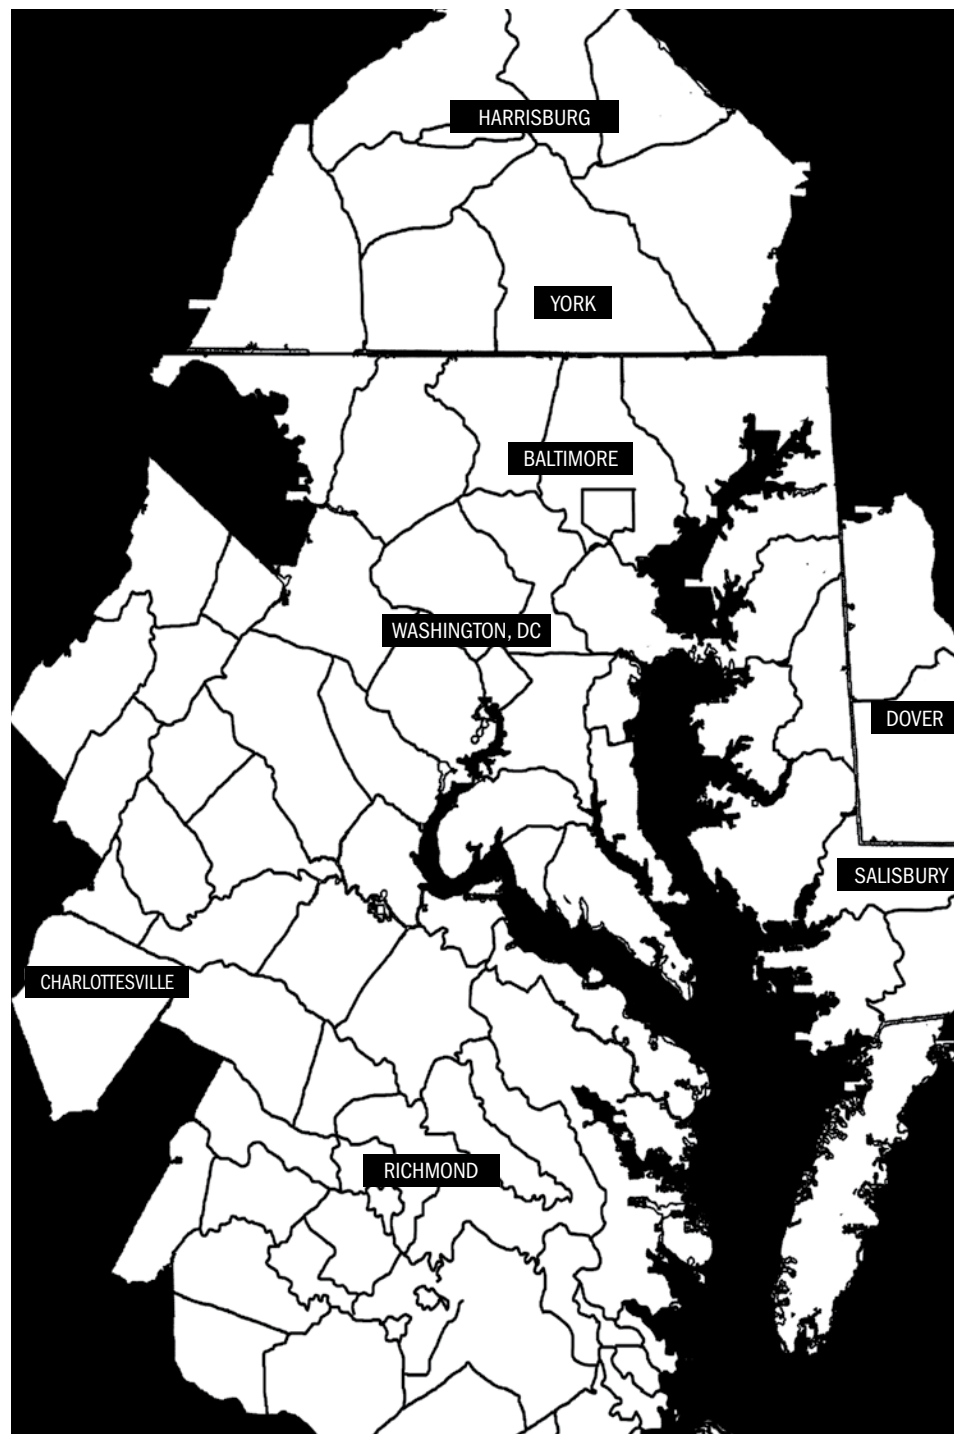 HARRISBURG
YORK
BALTIMORE
WASHINGTON, DC
DOVER
SALISBURY
CHARLOTTESVILLE
RICHMOND